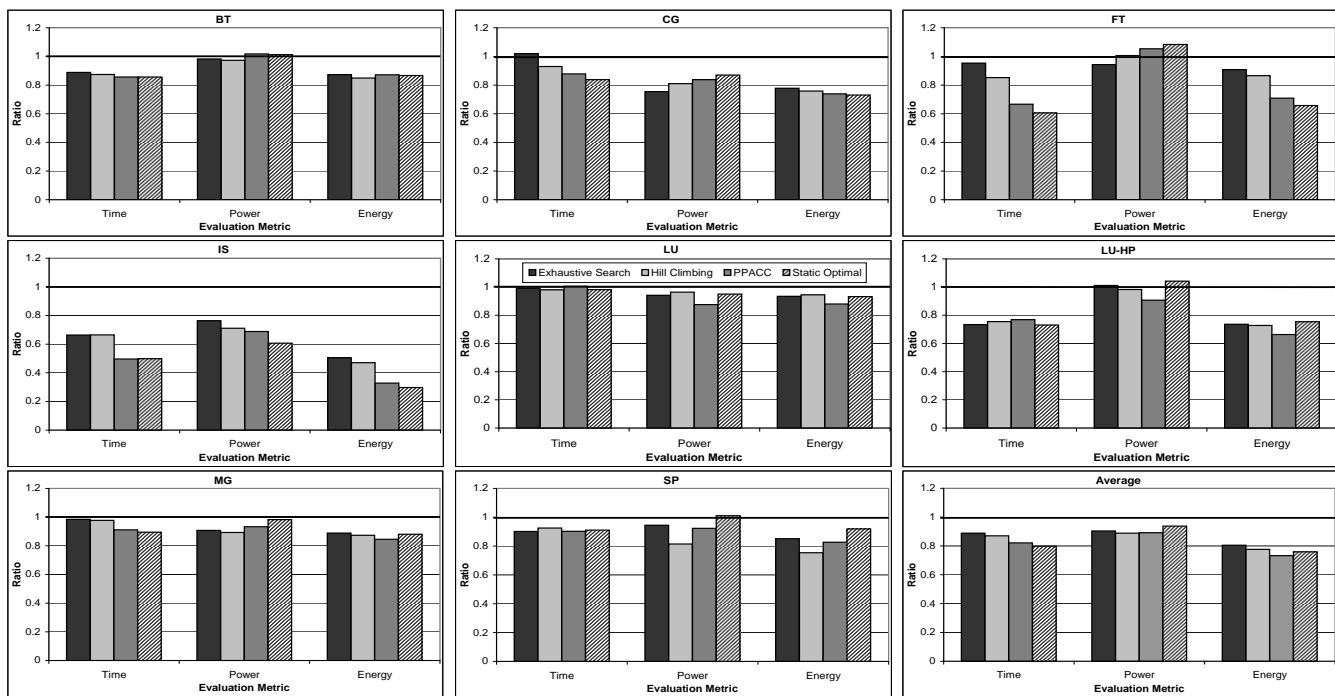 BT
1.2
1
0.8
0.6
0.4
0.2
0
Ratio
Time Power Energy
Evaluation Metric
CG
1.2
1
0.8
0.6
0.4
0.2
0
Ratio
Time Power Energy
Evaluation Metric
FT
1.2
1
0.8
0.6
0.4
0.2
0
Ratio
Time Power Energy
Evaluation Metric
IS
1.2
1
0.8
0.6
0.4
0.2
0
Ratio
Time Power Energy
Evaluation Metric
LU
Exhaustive Search Hill Climbing PPACC Static Optimal
1.2
1
0.8
0.6
0.4
0.2
0
Ratio
Time Power Energy
Evaluation Metric
LU-HP
1.2
1
0.8
0.6
0.4
0.2
0
Ratio
Time Power Energy
Evaluation Metric
MG
1.2
1
0.8
0.6
0.4
0.2
0
Ratio
Time Power Energy
Evaluation Metric
SP
1.2
1
0.8
0.6
0.4
0.2
0
Ratio
Time Power Energy
Evaluation Metric
Average
1.2
1
0.8
0.6
0.4
0.2
0
Ratio
Time Power Energy
Evaluation Metric